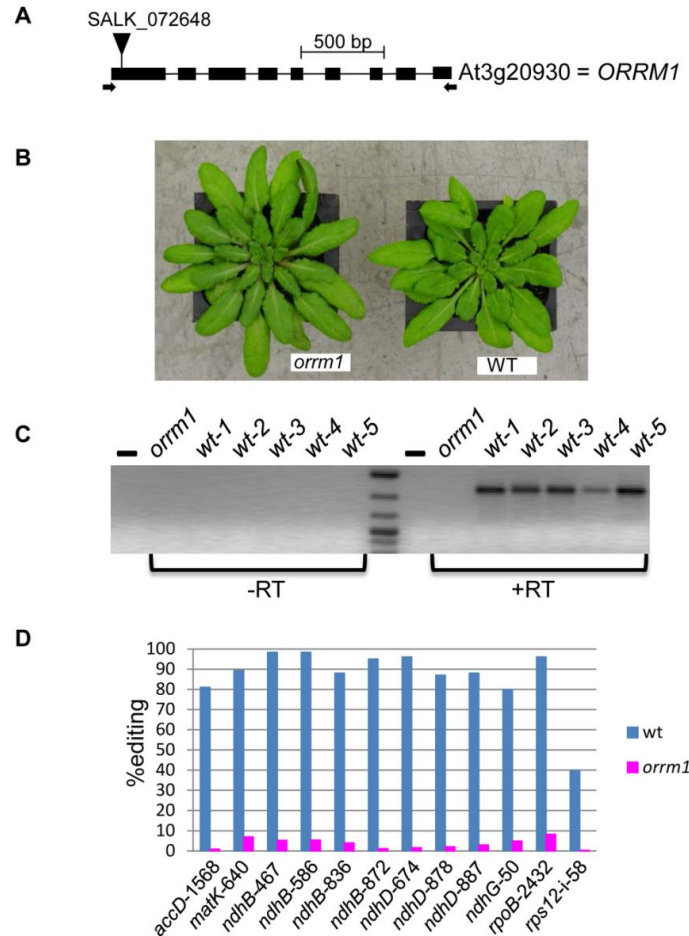 A
SALK_072648
500 bp
At3g20930 = ORRM1
B
orrm1
WT
C
orrm1 wt-1 wt-2 wt-3 wt-4 wt-5 orrm1 wt-1 wt-2 wt-3 wt-4 wt-5
-RT +RT
D
100
90
80
70
60
50
40
30
20
10
0
%editing
wt
orrm1
accD-1568 matK-640 ndhB-467 ndhB-586 ndhB-836 ndhB-872 ndhD-674 ndhD-878 ndhD-887 ndhG-50 rpoB-2432 rps12-i-58